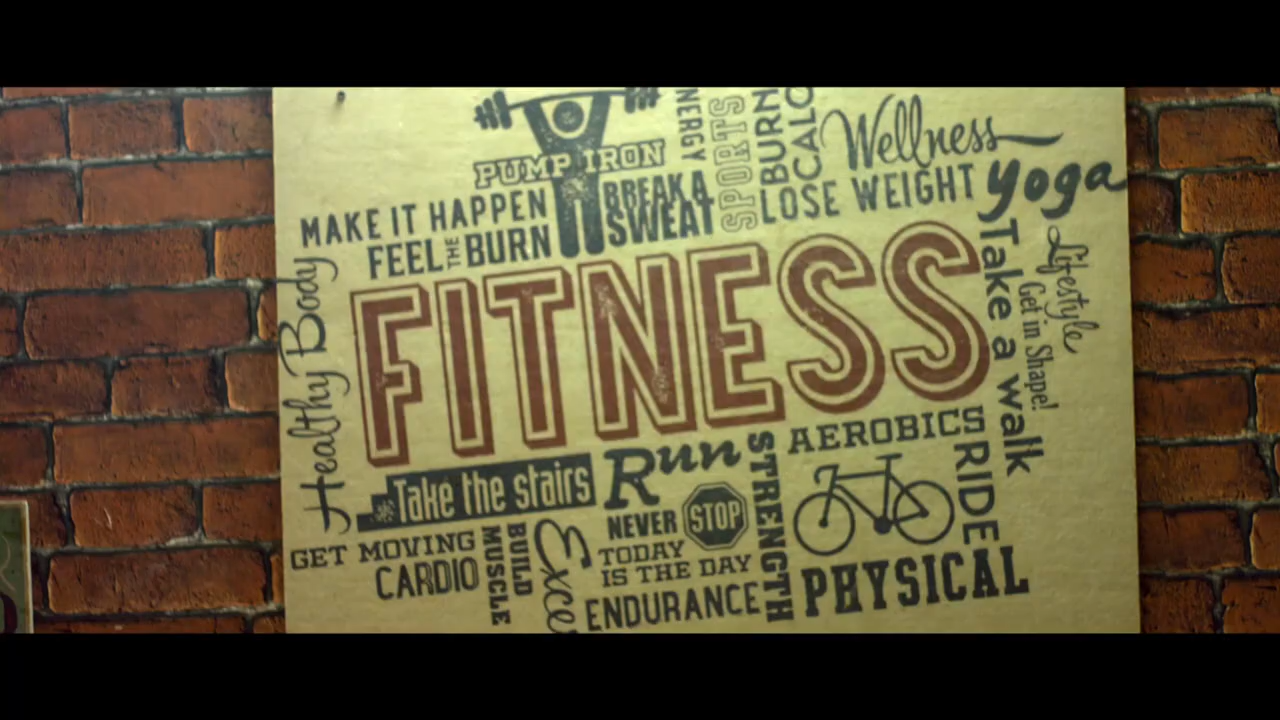 PUMP IRON
SPORTS
BURN
Wellness
MAKE IT HAPPEN
BREAK A
SWEAT
LOSE WEIGHT
yoga
FEEL THE BURN
Healthy Body
FITNESS
Take a walk
Lifestyle
Get in Shape!
Take the stairs
Run
STRENGTH
AEROBICS
RIDE
NEVER STOP
GET MOVING
CARDIO
BUILD
MUSCLE
TODAY
IS THE DAY
ENDURANCE
PHYSICAL